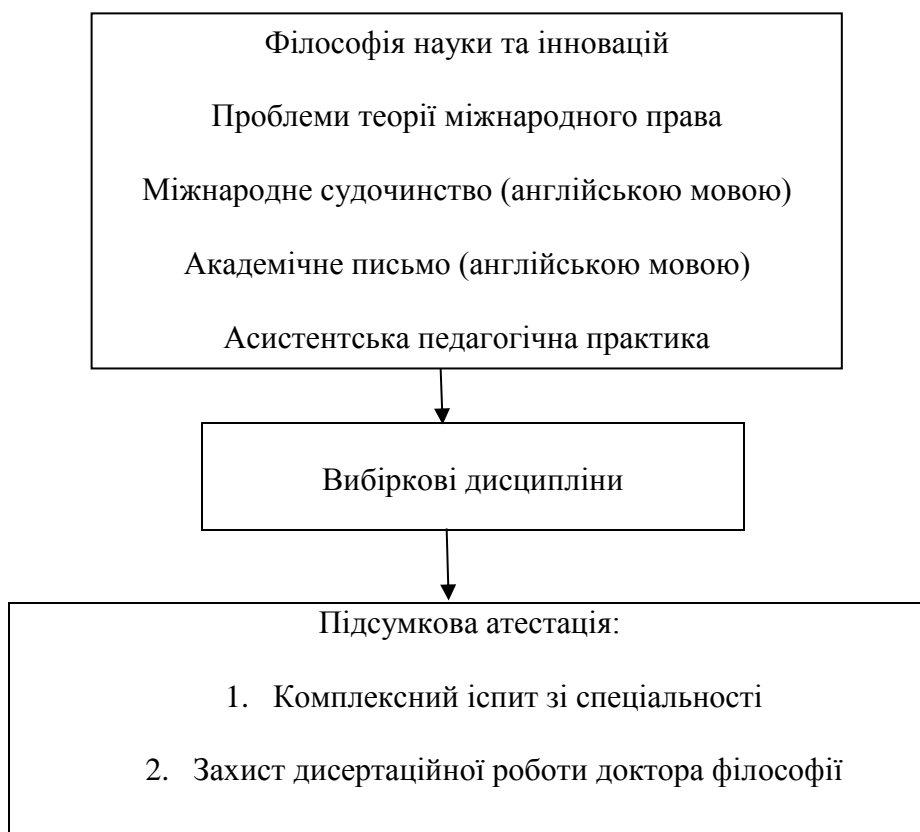 Філософія науки та інновацій
Проблеми теорії міжнародного права
Міжнародне судочинство (англійською мовою)
Академічне письмо (англійською мовою)
Асистентська педагогічна практика
Вибіркові дисципліни
Підсумкова атестація:
1. Комплексний іспит зі спеціальності
2. Захист дисертаційної роботи доктора філософії